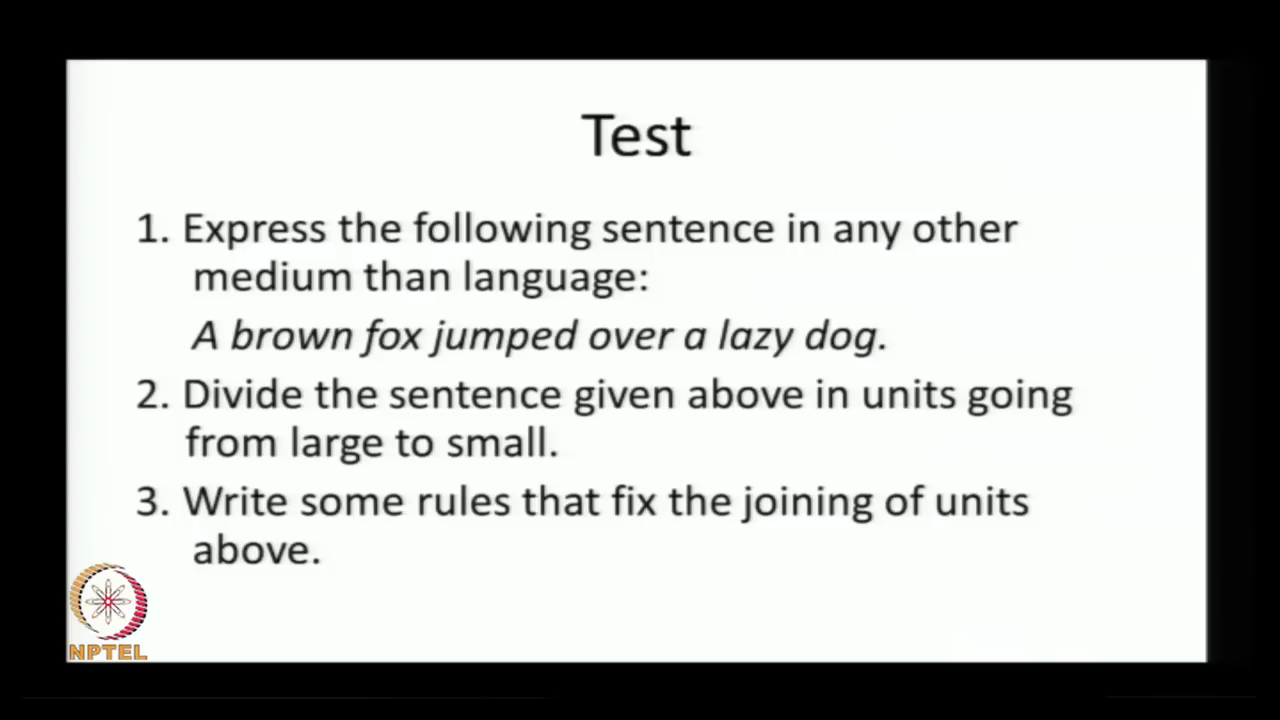 Test
1. Express the following sentence in any other
medium than language:
A brown fox jumped over a lazy dog.
2. Divide the sentence given above in units going
from large to small.
3. Write some rules that fix the joining of units
above.
NPTEL